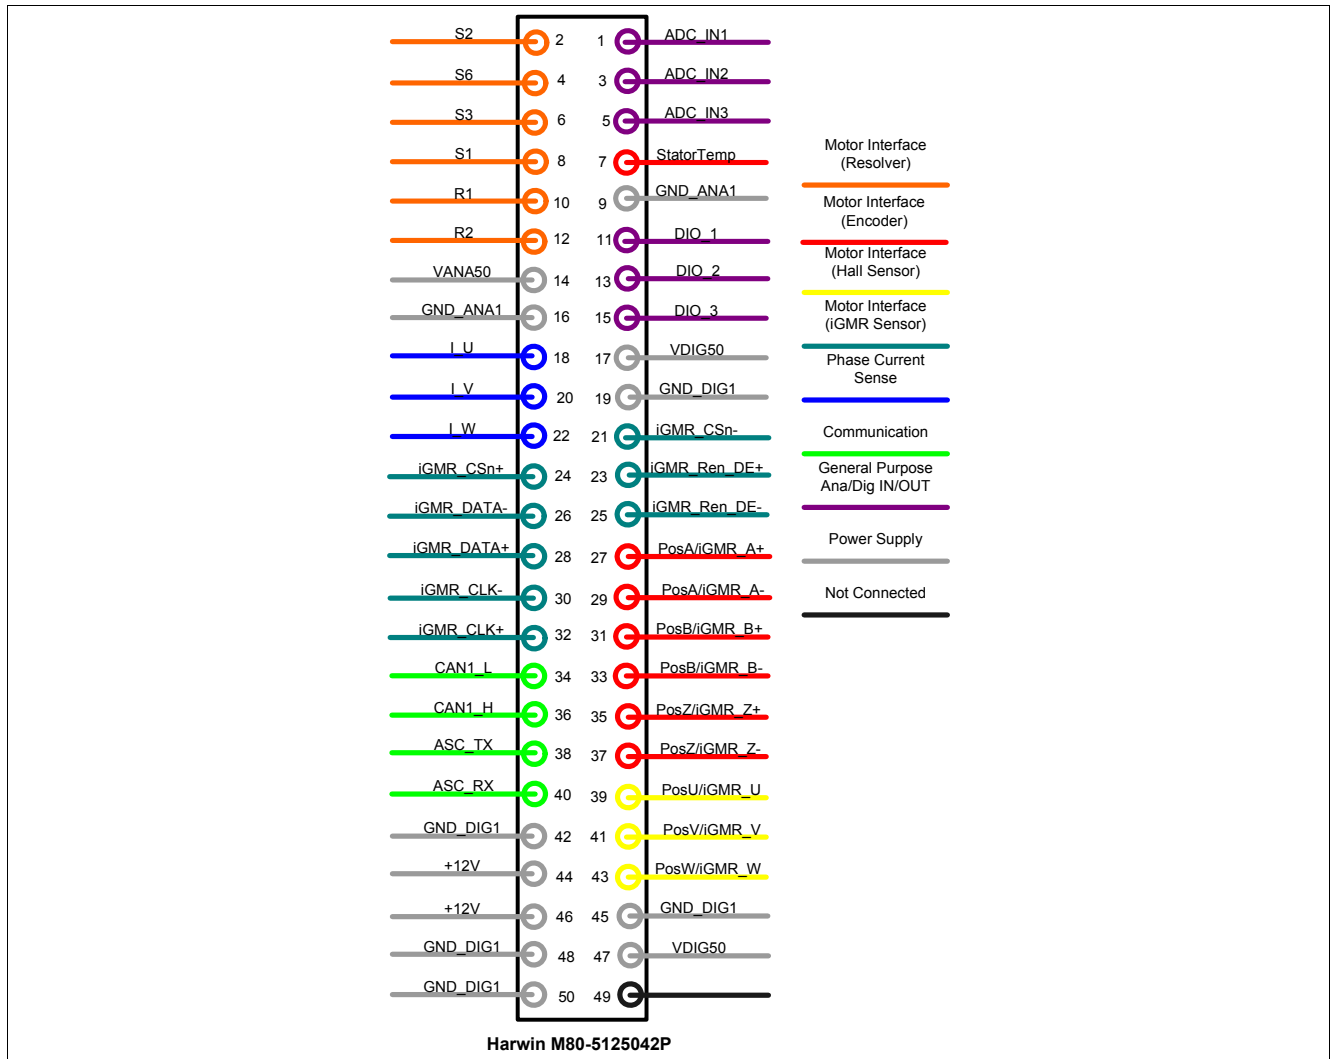 S2 2 1 ADC_IN1
S6 4 3 ADC_IN2
S3 6 5 ADC_IN3
S1 8 7 StatorTemp
R1 10 9 GND_ANA1
R2 12 11 DIO_1
VANA50 14 13 DIO_2
GND_ANA1 16 15 DIO_3
I_U 18 17 VDIG50
I_V 20 19 GND_DIG1
I_W 22 21 iGMR_CSn-
iGMR_CSn+ 24 23 iGMR_Ren_DE+
iGMR_DATA- 26 25 iGMR_Ren_DE-
iGMR_DATA+ 28 27 PosA/iGMR_A+
iGMR_CLK- 30 29 PosA/iGMR_A-
iGMR_CLK+ 32 31 PosB/iGMR_B+
CAN1_L 34 33 PosB/iGMR_B-
CAN1_H 36 35 PosZ/iGMR_Z+
ASC_TX 38 37 PosZ/iGMR_Z-
ASC_RX 40 39 PosU/iGMR_U
GND_DIG1 42 41 PosV/iGMR_V
+12V 44 43 PosW/iGMR_W
+12V 46 45 GND_DIG1
GND_DIG1 48 47 VDIG50
GND_DIG1 50 49
Motor Interface
(Resolver)
Motor Interface
(Encoder)
Motor Interface
(Hall Sensor)
Motor Interface
(iGMR Sensor)
Phase Current
Sense
Communication
General Purpose
Ana/Dig IN/OUT
Power Supply
Not Connected
Harwin M80-5125042P